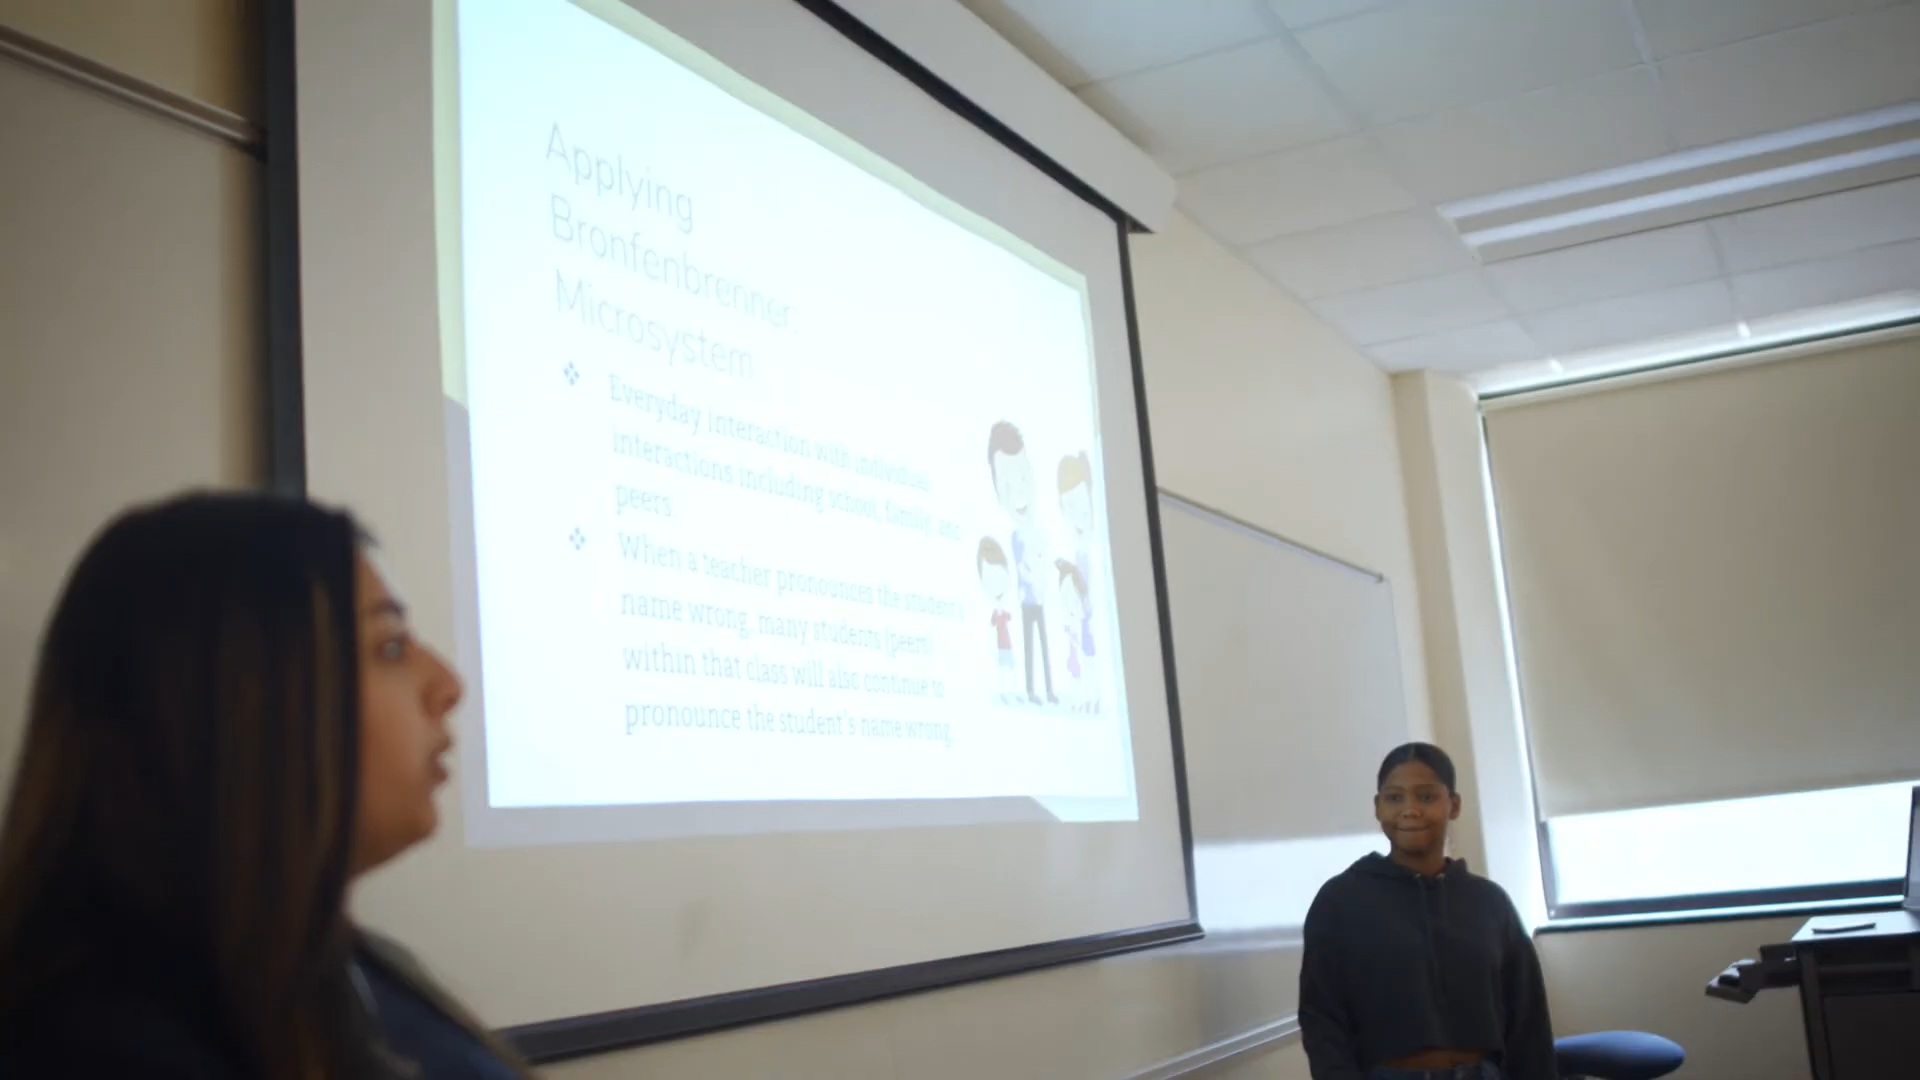 Applying
Bronfenbrenner
Microsystem
Everyday interaction with individuals
interactions including school, family, and
peers.
When a teacher pronounces the student's
name wrong, many students (peers)
within that class will also continue to
pronounce the student's name wrong